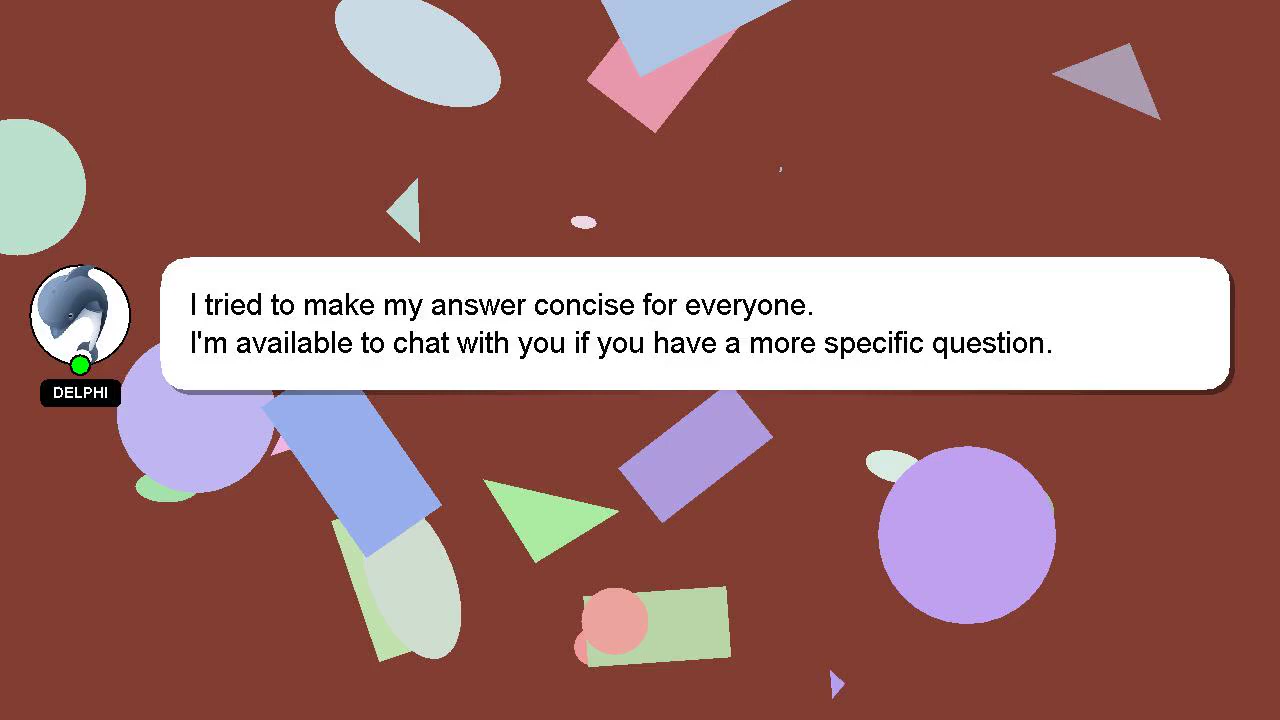 I tried to make my answer concise for everyone.
I'm available to chat with you if you have a more specific question.
DELPHI